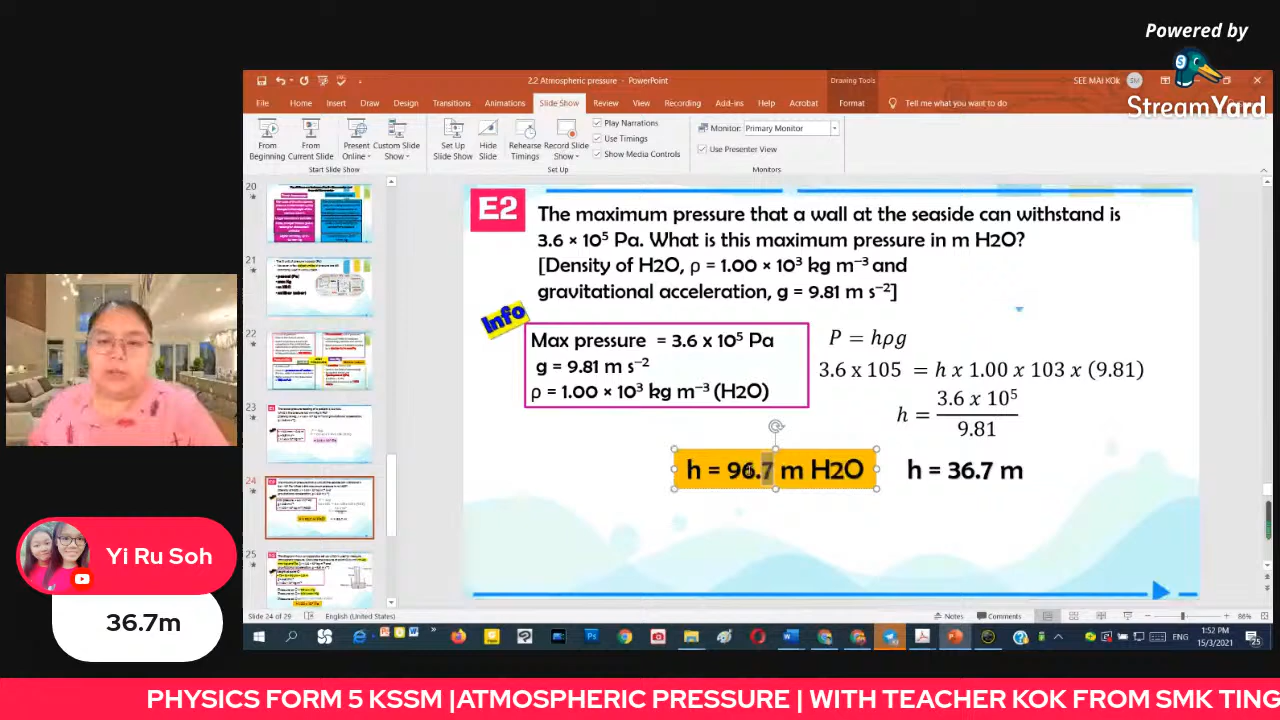 Powered by
StreamYard
2.2 Atmospheric pressure - PowerPoint
Drawing Tools
SEE MAI KOK
SM
File Home Insert Draw Design Transitions Animations Slide Show Review View Recording Add-ins Help Acrobat Format Tell me what you want to do
From Beginning
From Current Slide
Present Online
Custom Slide Show
Set Up Slide Show
Hide Slide
Rehearse Timings
Record Slide Show
Play Narrations
Use Timings
Show Media Controls
Monitor: Primary Monitor
Use Presenter View
Start Slide Show
Set Up
Monitors
20
21
22
23
24
25
E2
The maximum pressure that a wall at the seaside can withstand is
3.6 × 10⁵ Pa. What is this maximum pressure in m H2O?
[Density of H2O, ρ = 1.00 × 10³ kg m⁻³ and
gravitational acceleration, g = 9.81 m s⁻²]
Info
Max pressure = 3.6 x 10⁵ Pa
g = 9.81 m s⁻²
ρ = 1.00 × 10³ kg m⁻³ (H2O)
P = hρg
3.6 x 105 = h x 1.00 x 103 x (9.81)
h = 3.6 x 10⁵
9.81
h = 96.7 m H2O
h = 36.7 m
Yi Ru Soh
36.7m
Slide 24 of 29 English (United States)
Notes Comments 86%
ENG
1:52 PM
15/3/2021
25
PHYSICS FORM 5 KSSM |ATMOSPHERIC PRESSURE | WITH TEACHER KOK FROM SMK TING